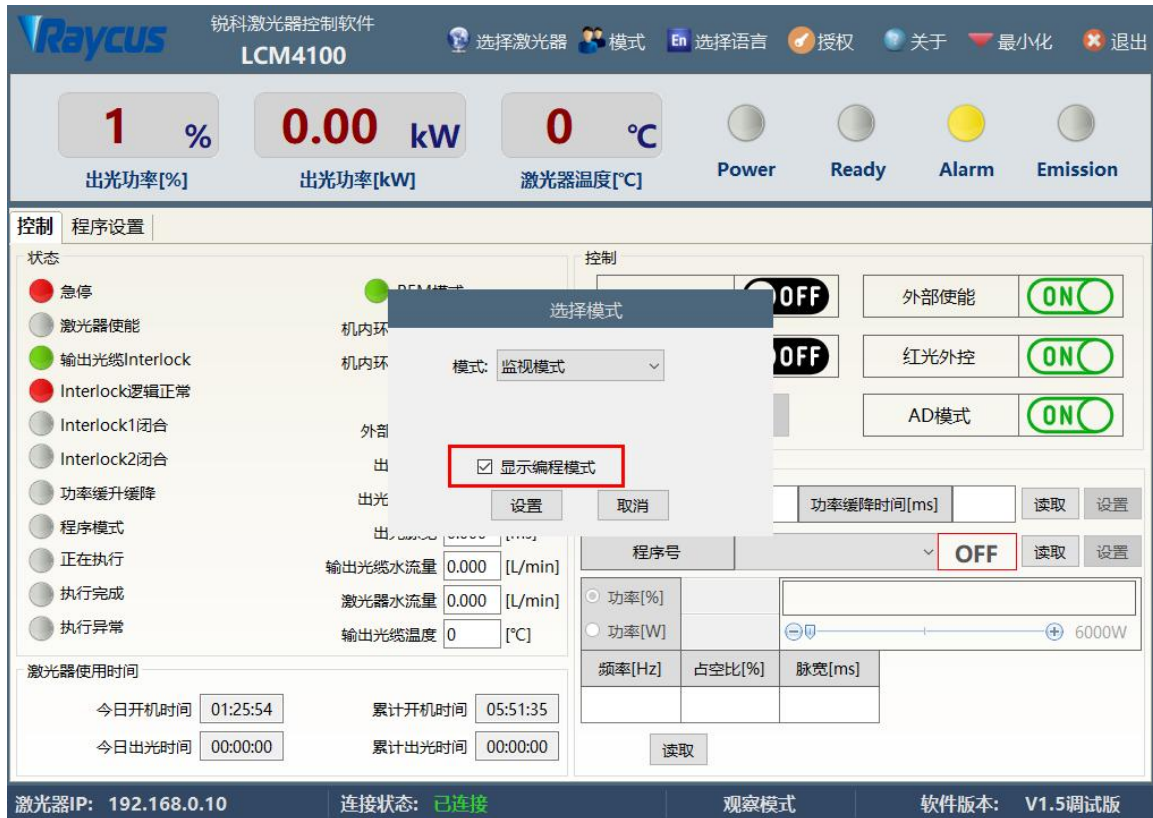 Raycus
锐科激光器控制软件
LCM4100
选择激光器 模式 En 选择语言 授权 关于 最小化 退出
1 % 0.00 kW 0 ℃
出光功率[%] 出光功率[kW] 激光器温度[℃] Power Ready Alarm Emission
控制 程序设置
状态
急停
激光器使能 机内环
输出光缆Interlock 机内环
Interlock逻辑正常
Interlock1闭合 外部
Interlock2闭合 出
功率缓升缓降 出光
程序模式
正在执行 输出光缆水流量 0.000 [L/min]
执行完成 激光器水流量 0.000 [L/min]
执行异常 输出光缆温度 0 [℃]
激光器使用时间
今日开机时间 01:25:54 累计开机时间 05:51:35
今日出光时间 00:00:00 累计出光时间 00:00:00
选择模式
模式: 监视模式
显示编程模式
设置 取消
控制
OFF 外部使能 ON
OFF 红光外控 ON
AD模式 ON
功率缓降时间[ms] 读取 设置
程序号 OFF 读取 设置
功率[%]
功率[W] 6000W
频率[Hz] 占空比[%] 脉宽[ms]
读取
激光器IP: 192.168.0.10 连接状态: 已连接 观察模式 软件版本: V1.5调试版